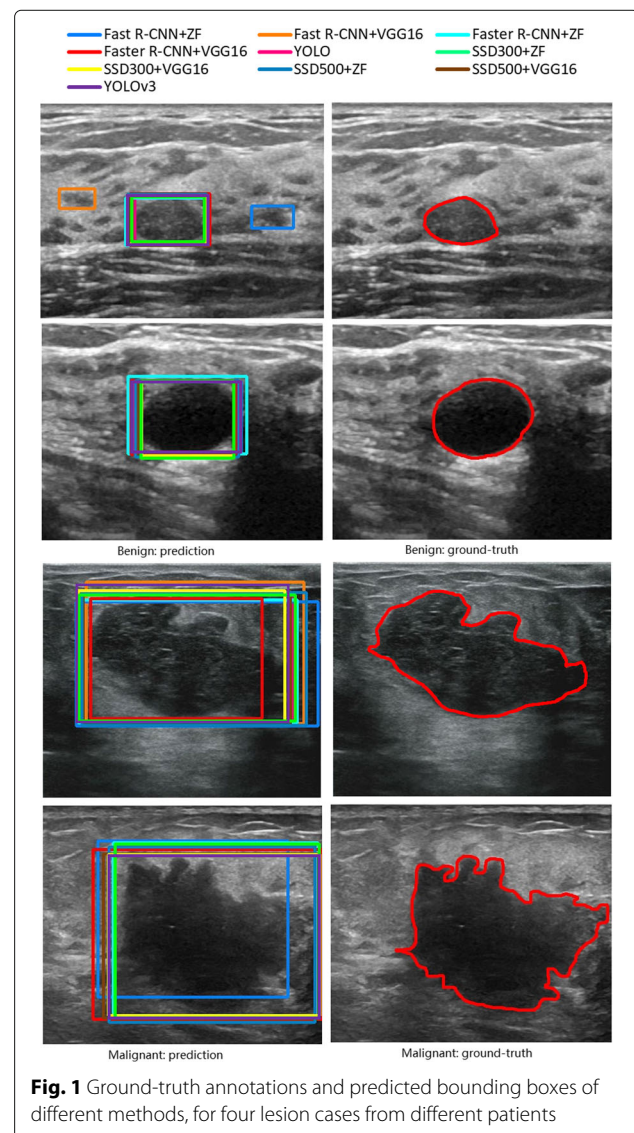 Fast R-CNN+ZF Fast R-CNN+VGG16 Faster R-CNN+ZF
Faster R-CNN+VGG16 YOLO SSD300+ZF
SSD300+VGG16 SSD500+ZF SSD500+VGG16
YOLOv3
Benign: prediction Benign: ground-truth
Malignant: prediction Malignant: ground-truth
Fig. 1 Ground-truth annotations and predicted bounding boxes of
different methods, for four lesion cases from different patients